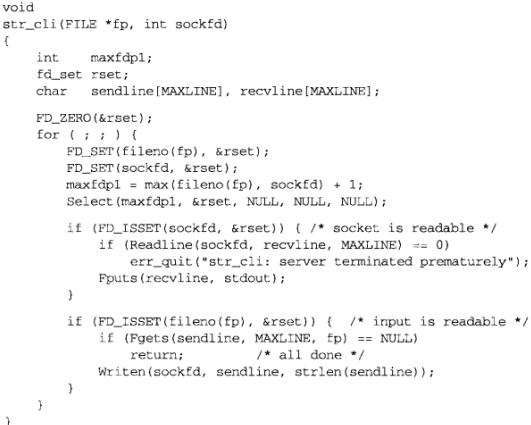 void
str_cli(FILE *fp, int sockfd)
{
    int     maxfdp1;
    fd_set rset;
    char   sendline[MAXLINE], recvline[MAXLINE];

    FD_ZERO(&rset);
    for ( ; ; ) {
        FD_SET(fileno(fp), &rset);
        FD_SET(sockfd, &rset);
        maxfdp1 = max(fileno(fp), sockfd) + 1;
        Select(maxfdp1, &rset, NULL, NULL, NULL);

        if (FD_ISSET(sockfd, &rset)) { /* socket is readable */
            if (Readline(sockfd, recvline, MAXLINE) == 0)
                err_quit("str_cli: server terminated prematurely");
            Fputs(recvline, stdout);
        }

        if (FD_ISSET(fileno(fp), &rset)) {  /* input is readable */
            if (Fgets(sendline, MAXLINE, fp) == NULL)
                return;          /* all done */
            Writen(sockfd, sendline, strlen(sendline));
        }
    }
}